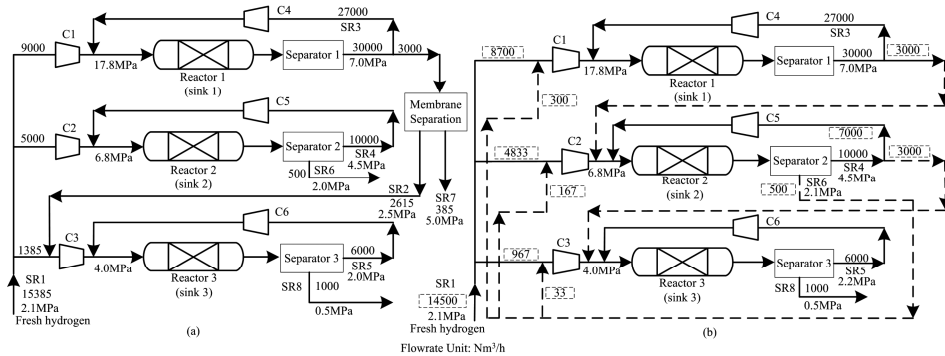 C4
27000
SR3
9000
C1
17.8MPa
Reactor 1
(sink 1)
Separator 1
30000
7.0MPa
3000
Membrane
Separation
C5
5000
C2
6.8MPa
Reactor 2
(sink 2)
Separator 2
10000
SR4
4.5MPa
500
SR6
2.0MPa
SR2
2615
2.5MPa
SR7
385
5.0MPa
C6
1385
C3
4.0MPa
Reactor 3
(sink 3)
Separator 3
6000
SR5
2.0MPa
SR8
1000
0.5MPa
SR1
15385
2.1MPa
Fresh hydrogen
(a)
C4
27000
SR3
8700
C1
17.8MPa
Reactor 1
(sink 1)
Separator 1
30000
7.0MPa
3000
300
C5
7000
4833
C2
6.8MPa
Reactor 2
(sink 2)
Separator 2
10000
SR4
4.5MPa
3000
167
500
SR6
2.1MPa
C6
967
C3
4.0MPa
Reactor 3
(sink 3)
Separator 3
6000
SR5
2.2MPa
SR8
1000
0.5MPa
33
SR1
14500
2.1MPa
Fresh hydrogen
(b)
Flowrate Unit: Nm³/h